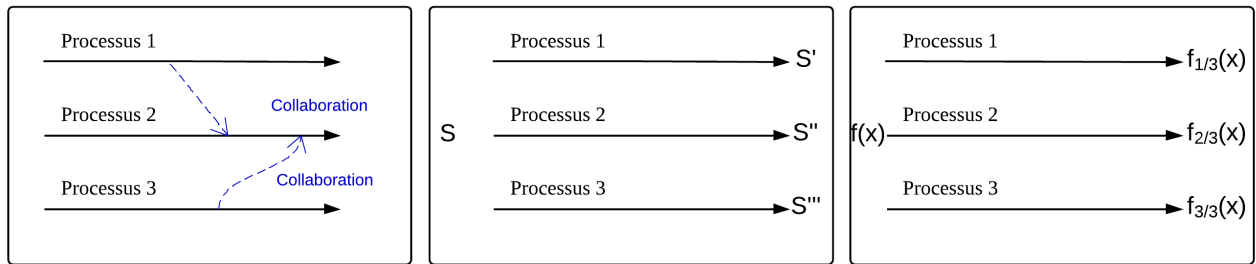 Processus 1
Collaboration
Processus 2
Collaboration
Processus 3
Processus 1
S'
S
Processus 2
S''
Processus 3
S'''
Processus 1
f1/3(x)
f(x)
Processus 2
f2/3(x)
Processus 3
f3/3(x)